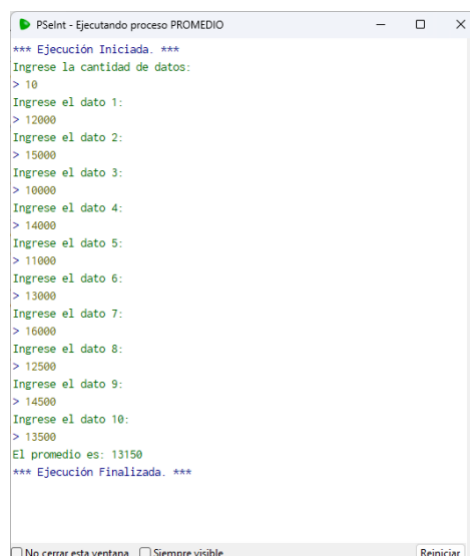 PSeInt - Ejecutando proceso PROMEDIO
*** Ejecución Iniciada. ***
Ingrese la cantidad de datos:
> 10
Ingrese el dato 1:
> 12000
Ingrese el dato 2:
> 15000
Ingrese el dato 3:
> 10000
Ingrese el dato 4:
> 14000
Ingrese el dato 5:
> 11000
Ingrese el dato 6:
> 13000
Ingrese el dato 7:
> 16000
Ingrese el dato 8:
> 12500
Ingrese el dato 9:
> 14500
Ingrese el dato 10:
> 13500
El promedio es: 13150
*** Ejecución Finalizada. ***
No cerrar esta ventana Siempre visible Reiniciar